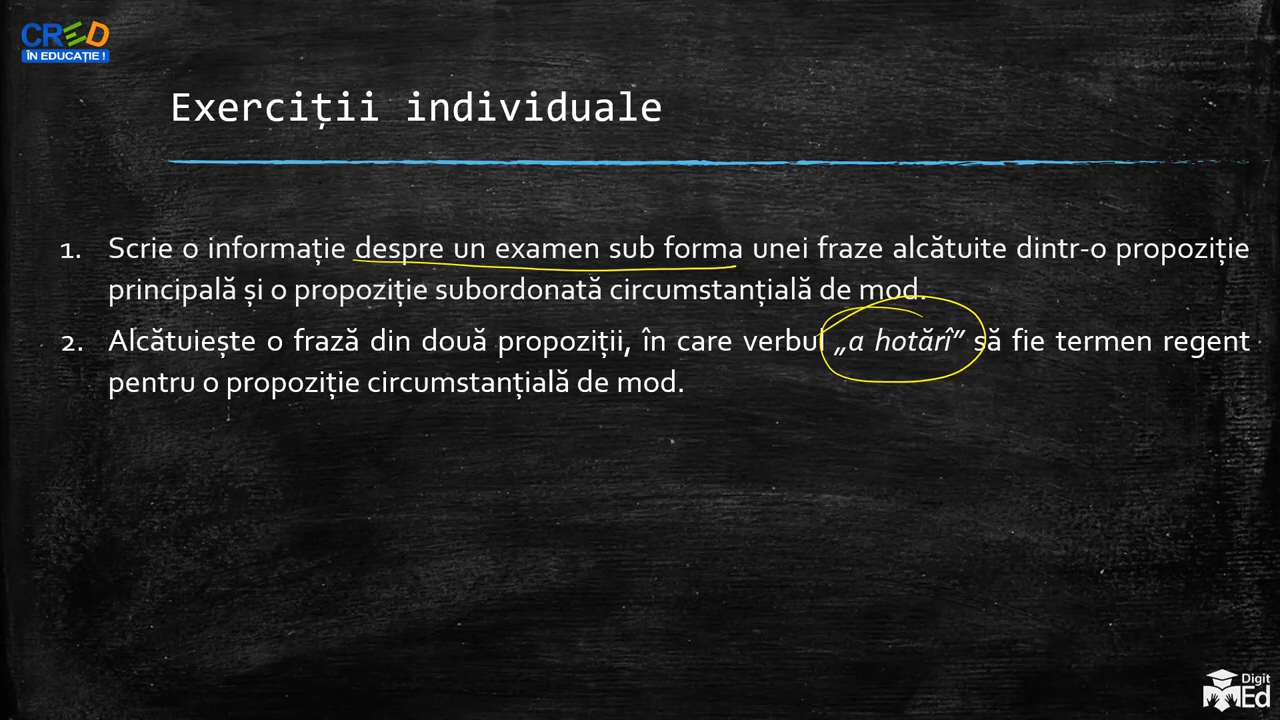 CRED
ÎN EDUCAȚIE !
Exerciții individuale
1. Scrie o informație despre un examen sub forma unei fraze alcătuite dintr-o propoziție
principală și o propoziție subordonată circumstanțială de mod.
2. Alcătuiește o frază din două propoziții, în care verbul „a hotărî” să fie termen regent
pentru o propoziție circumstanțială de mod.
Digit
Ed